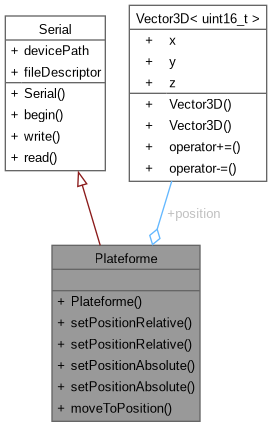 Serial
+ devicePath
+ fileDescriptor
+ Serial()
+ begin()
+ write()
+ read()
Vector3D< uint16_t >
+ x
+ y
+ z
+ Vector3D()
+ Vector3D()
+ operator+=()
+ operator-=()
+position
Plateforme
+ Plateforme()
+ setPositionRelative()
+ setPositionRelative()
+ setPositionAbsolute()
+ setPositionAbsolute()
+ moveToPosition()